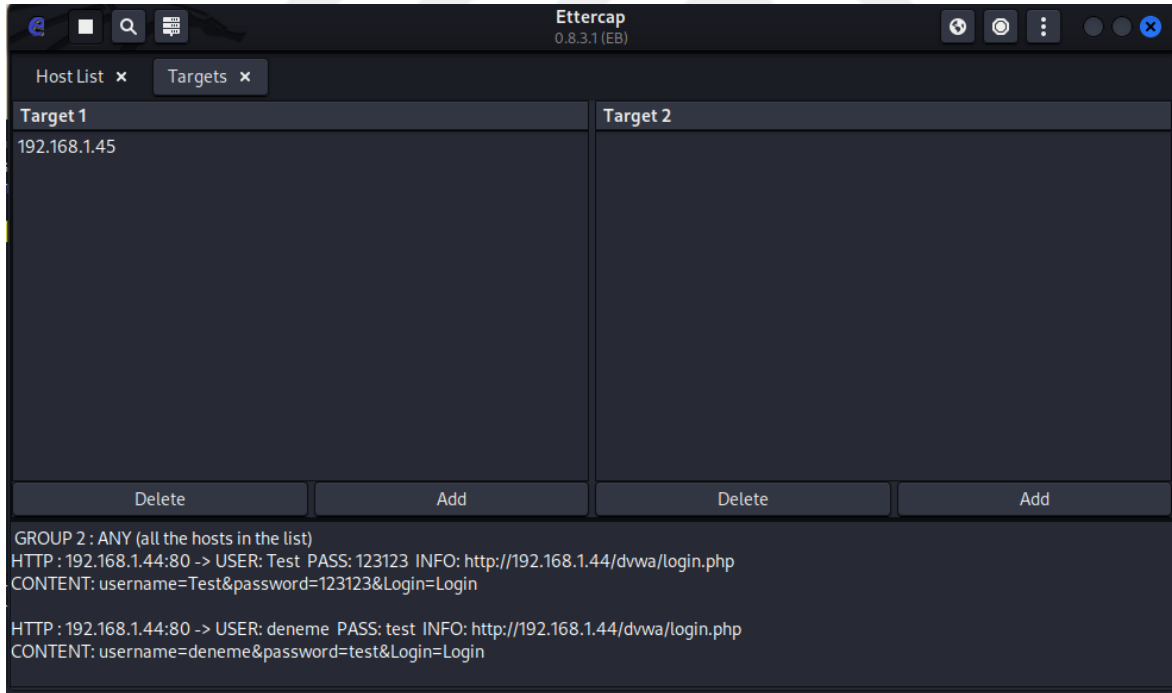 Ettercap
0.8.3.1 (EB)
Host List ×
Targets ×
Target 1
Target 2
192.168.1.45
Delete
Add
Delete
Add
GROUP 2 : ANY (all the hosts in the list)
HTTP : 192.168.1.44:80 -> USER: Test PASS: 123123 INFO: http://192.168.1.44/dvwa/login.php
CONTENT: username=Test&password=123123&Login=Login
HTTP : 192.168.1.44:80 -> USER: deneme PASS: test INFO: http://192.168.1.44/dvwa/login.php
CONTENT: username=deneme&password=test&Login=Login